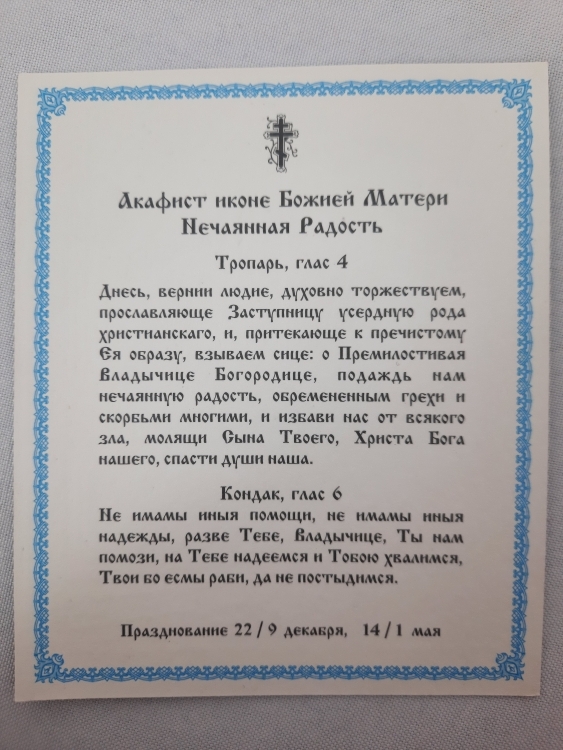 Акафист иконе Божией Матери
Нечаянная Радость
Тропарь, глас 4
Днесь, вернии людие, духовно торжествуем,
прославляюще Заступницу усердную рода
христианскаго, и, притекающе к пречистому
Ея образу, взываем сице: о Премилостивая
Владычице Богородице, подаждь нам
нечаянную радость, обремененным грехи и
скорбьми многими, и избави нас от всякого
зла, молящи Сына Твоего, Христа Бога
нашего, спасти души наша.
Кондак, глас 6
Не имамы иныя помощи, не имамы иныя
надежды, разве Тебе, Владычице, Ты нам
помози, на Тебе надеемся и Тобою хвалимся,
Твои бо есмы раби, да не постыдимся.
Празднование 22 / 9 декабря, 14 / 1 мая